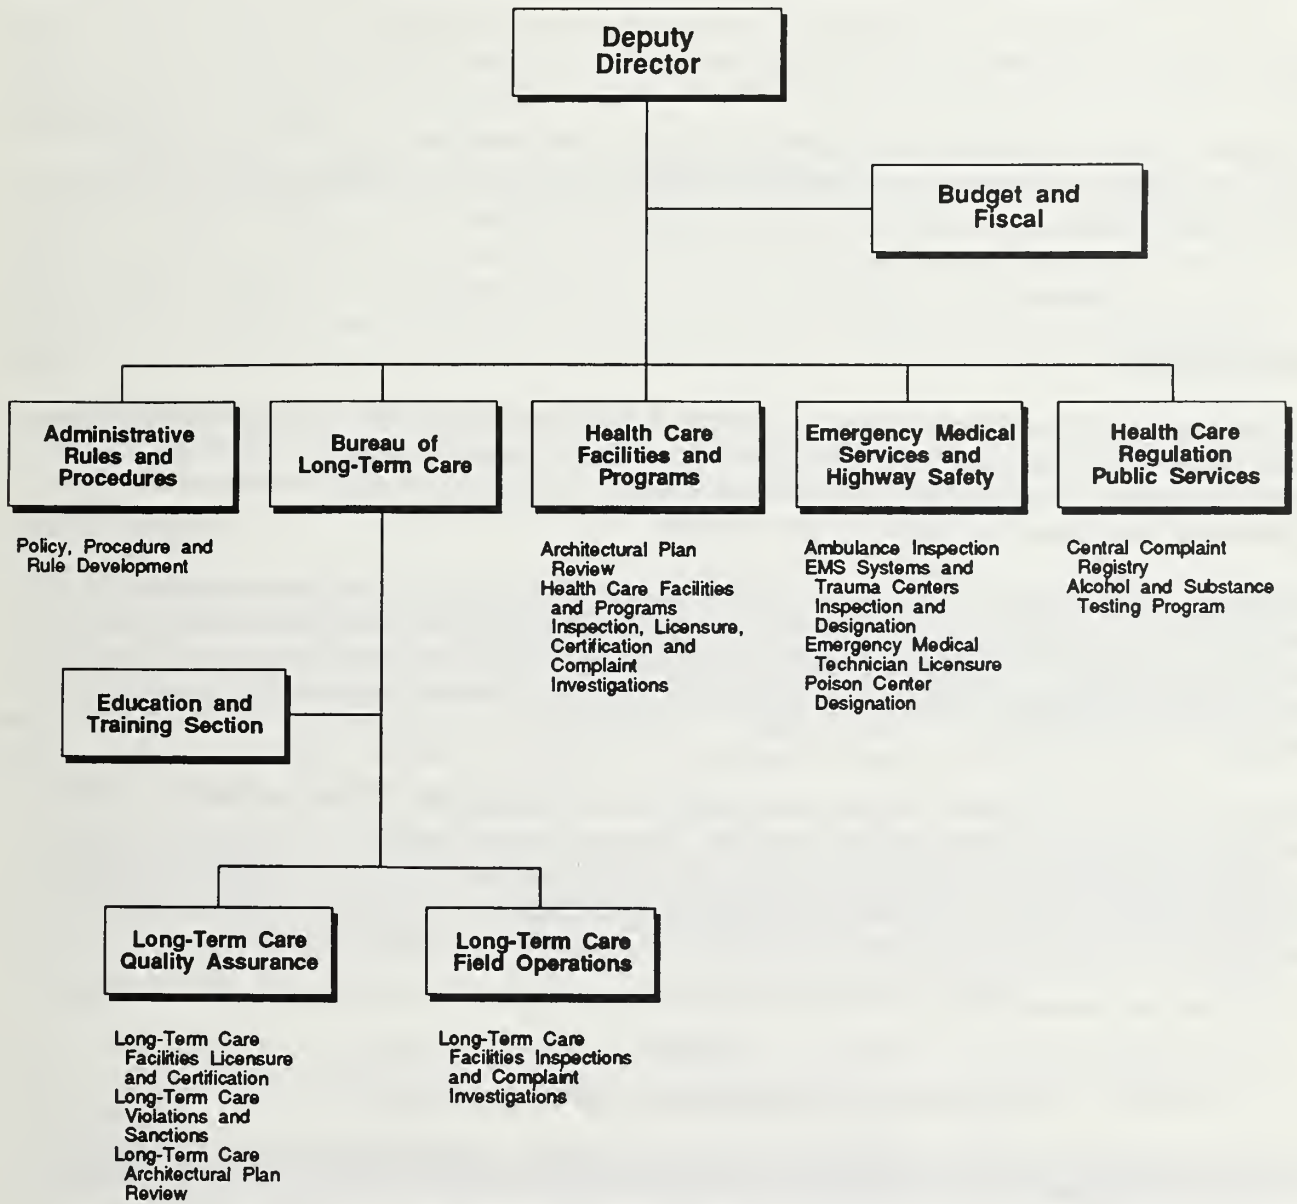 Deputy
Director
Budget and
Fiscal
Administrative
Rules and
Procedures
Policy, Procedure and
Rule Development
Bureau of
Long-Term Care
Health Care
Facilities and
Programs
Architectural Plan
Review
Health Care Facilities
and Programs
Inspection, Licensure,
Certification and
Complaint
Investigations
Emergency Medical
Services and
Highway Safety
Ambulance Inspection
EMS Systems and
Trauma Centers
Inspection and
Designation
Emergency Medical
Technician Licensure
Poison Center
Designation
Health Care
Regulation
Public Services
Central Complaint
Registry
Alcohol and Substance
Testing Program
Education and
Training Section
Long-Term Care
Quality Assurance
Long-Term Care
Facilities Licensure
and Certification
Long-Term Care
Violations and
Sanctions
Long-Term Care
Architectural Plan
Review
Long-Term Care
Field Operations
Long-Term Care
Facilities Inspections
and Complaint
Investigations